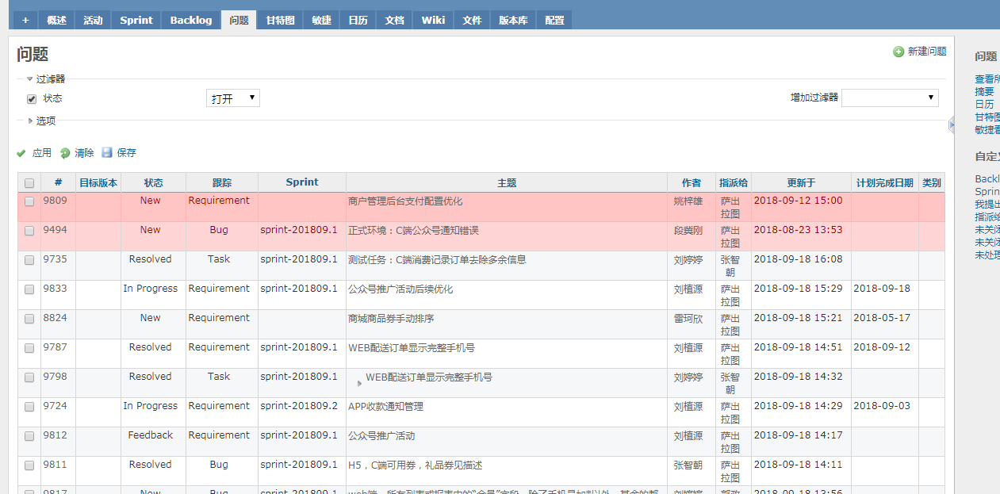 + 概述 活动 Sprint Backlog 问题 甘特图 敏捷 日历 文档 Wiki 文件 版本库 配置
问题
新建问题
过滤器
状态 打开 增加过滤器
选项
应用 清除 保存
# 目标版本 状态 跟踪 Sprint 主题 作者 指派给 更新于 计划完成日期 类别
9809 New Requirement 商户管理后台支付配置优化 姚梓雄 萨出拉图 2018-09-12 15:00
9494 New Bug sprint-201809.1 正式环境：C端公众号通知错误 段冀刚 萨出拉图 2018-08-23 13:53
9735 Resolved Task sprint-201809.1 测试任务：C端消费记录订单去除多余信息 刘婷婷 张智朝 2018-09-18 16:08
9833 In Progress Requirement sprint-201809.1 公众号推广活动后续优化 刘植源 萨出拉图 2018-09-18 15:29 2018-09-18
8824 New Requirement 商城商品券手动排序 雷珂欣 萨出拉图 2018-09-18 15:21 2018-05-17
9787 Resolved Requirement sprint-201809.1 WEB配送订单显示完整手机号 刘植源 萨出拉图 2018-09-18 14:51 2018-09-12
9798 Resolved Task sprint-201809.1 WEB配送订单显示完整手机号 刘婷婷 张智朝 2018-09-18 14:32
9724 In Progress Requirement sprint-201809.2 APP收款通知管理 刘植源 萨出拉图 2018-09-18 14:29 2018-09-03
9812 Feedback Requirement sprint-201809.1 公众号推广活动 刘植源 萨出拉图 2018-09-18 14:17
9811 Resolved Bug sprint-201809.1 H5，C端可用券，礼品券见描述 张智朝 萨出拉图 2018-09-18 14:11
9817 New Bug sprint-201809.1 刘婷婷 2018-09-18 13:56
问题
查看所
摘要
日历
甘特图
敏捷看
自定义
Backl
Sprin
我提出
指派给
未关闭
未关闭
未处理